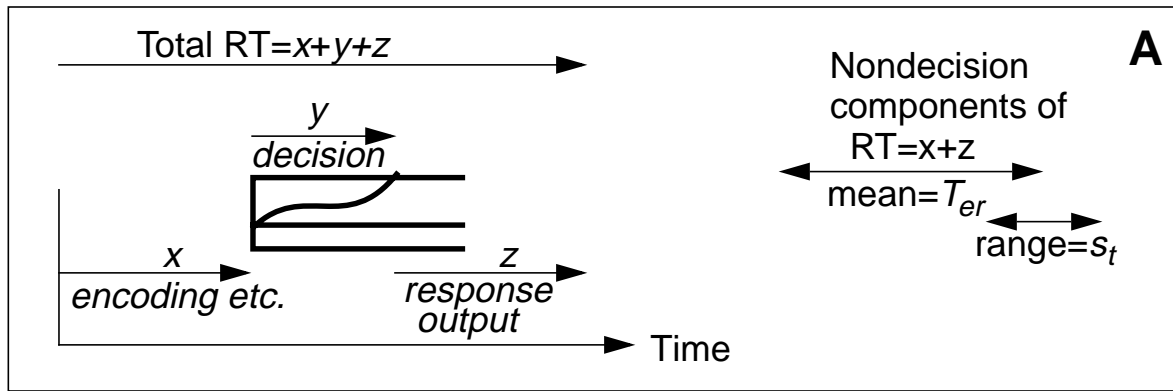 Total RT=x+y+z
A
y
decision
x
encoding etc.
z
response
output
Time
Nondecision
components of
RT=x+z
mean=Ter
range=st